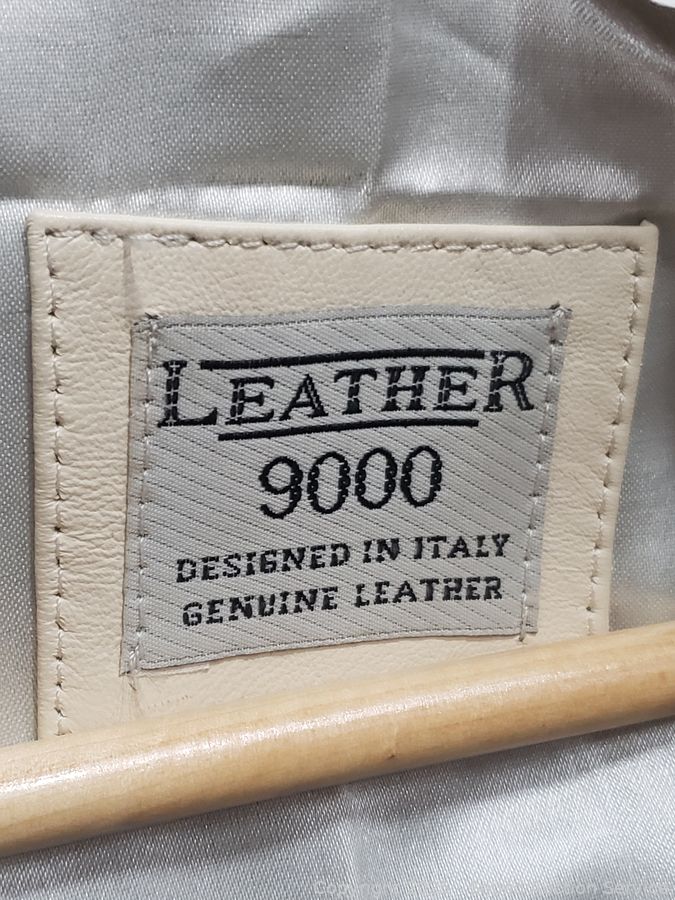 LEATHER
9000
DESIGNED IN ITALY
GENUINE LEATHER